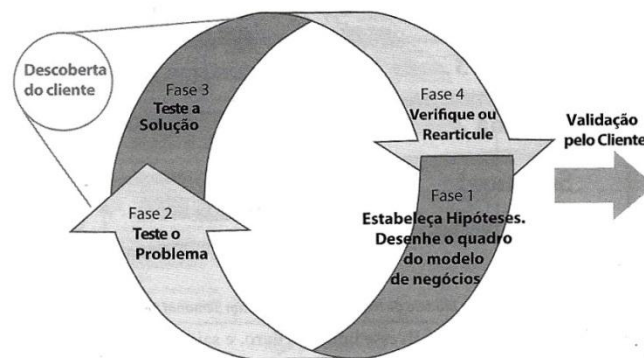 Descoberta
do cliente
Fase 3
Teste a
Solução
Fase 4
Verifique ou
Rearticule
Validação
pelo Cliente
Fase 2
Teste o
Problema
Fase 1
Estabeleça Hipóteses.
Desenhe o quadro
do modelo
de negócios